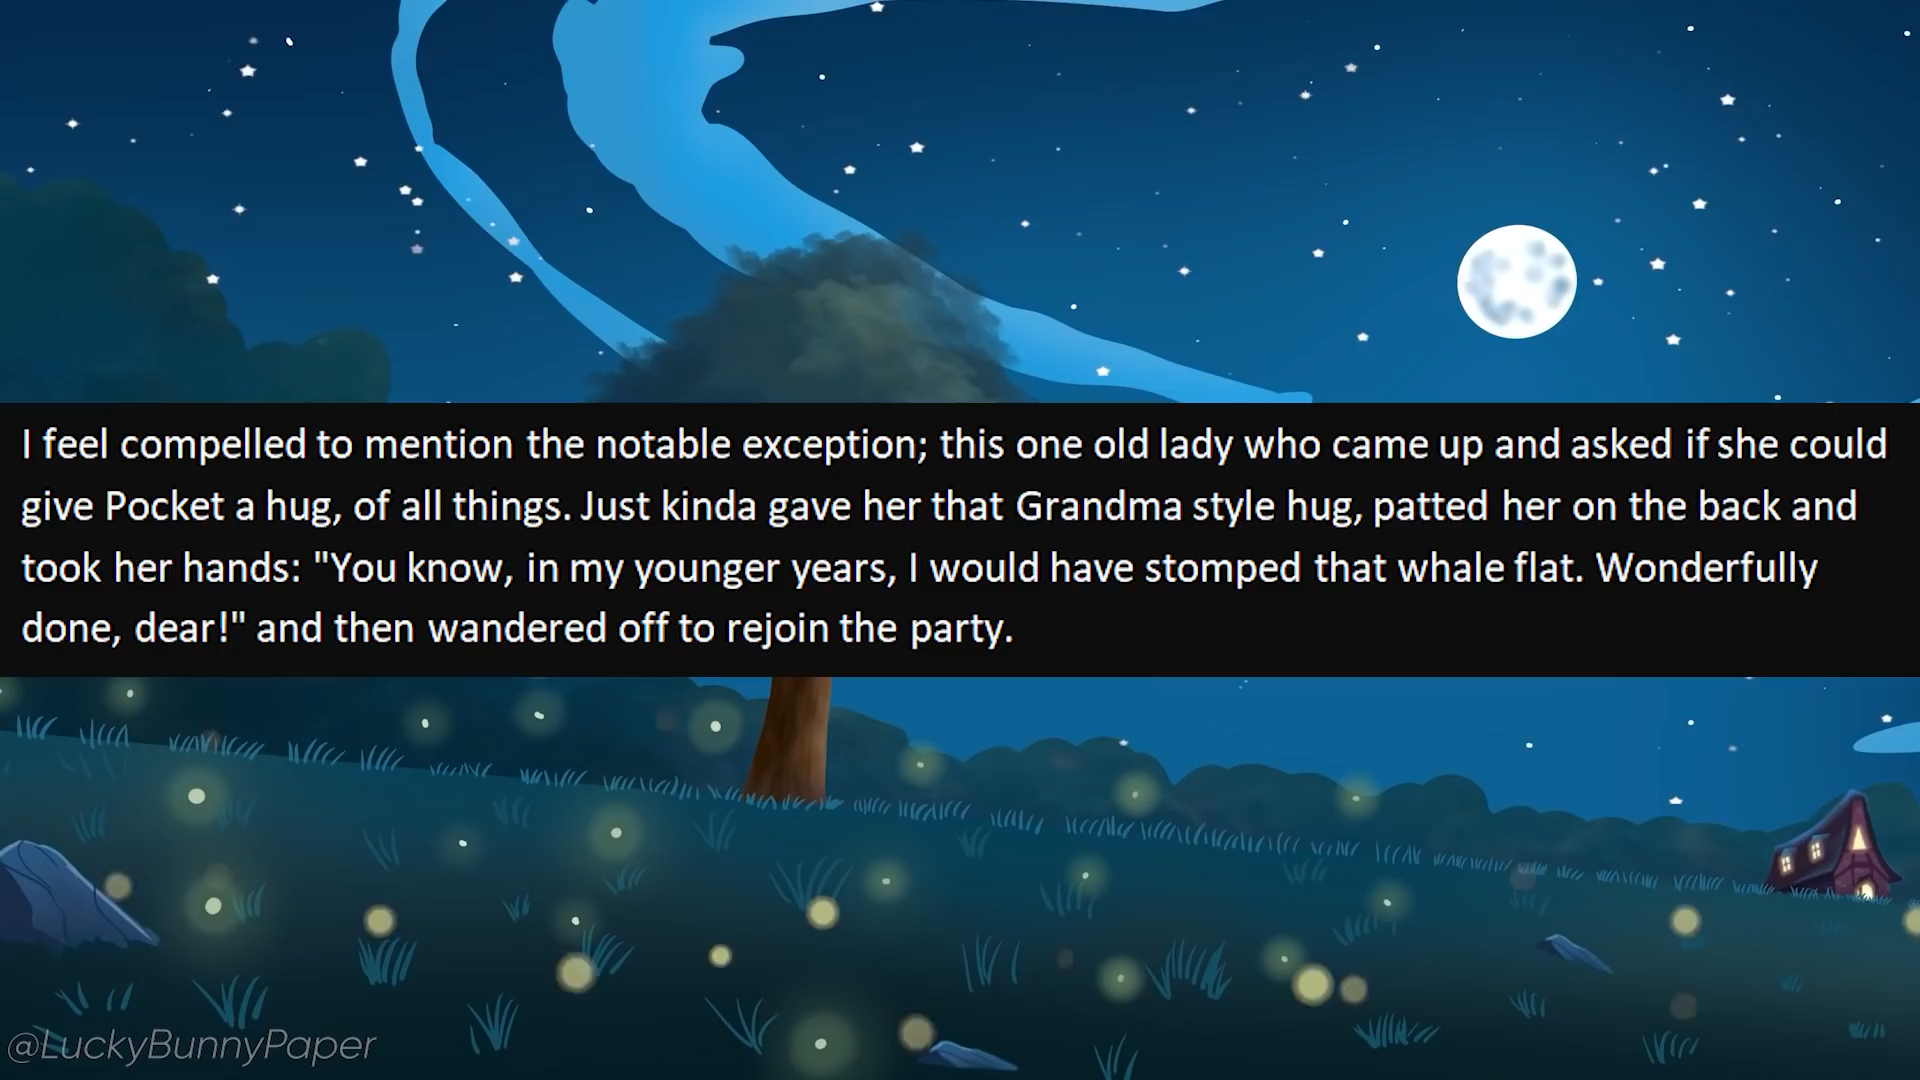 I feel compelled to mention the notable exception; this one old lady who came up and asked if she could
give Pocket a hug, of all things. Just kinda gave her that Grandma style hug, patted her on the back and
took her hands: "You know, in my younger years, I would have stomped that whale flat. Wonderfully
done, dear!" and then wandered off to rejoin the party.
@LuckyBunnyPaper